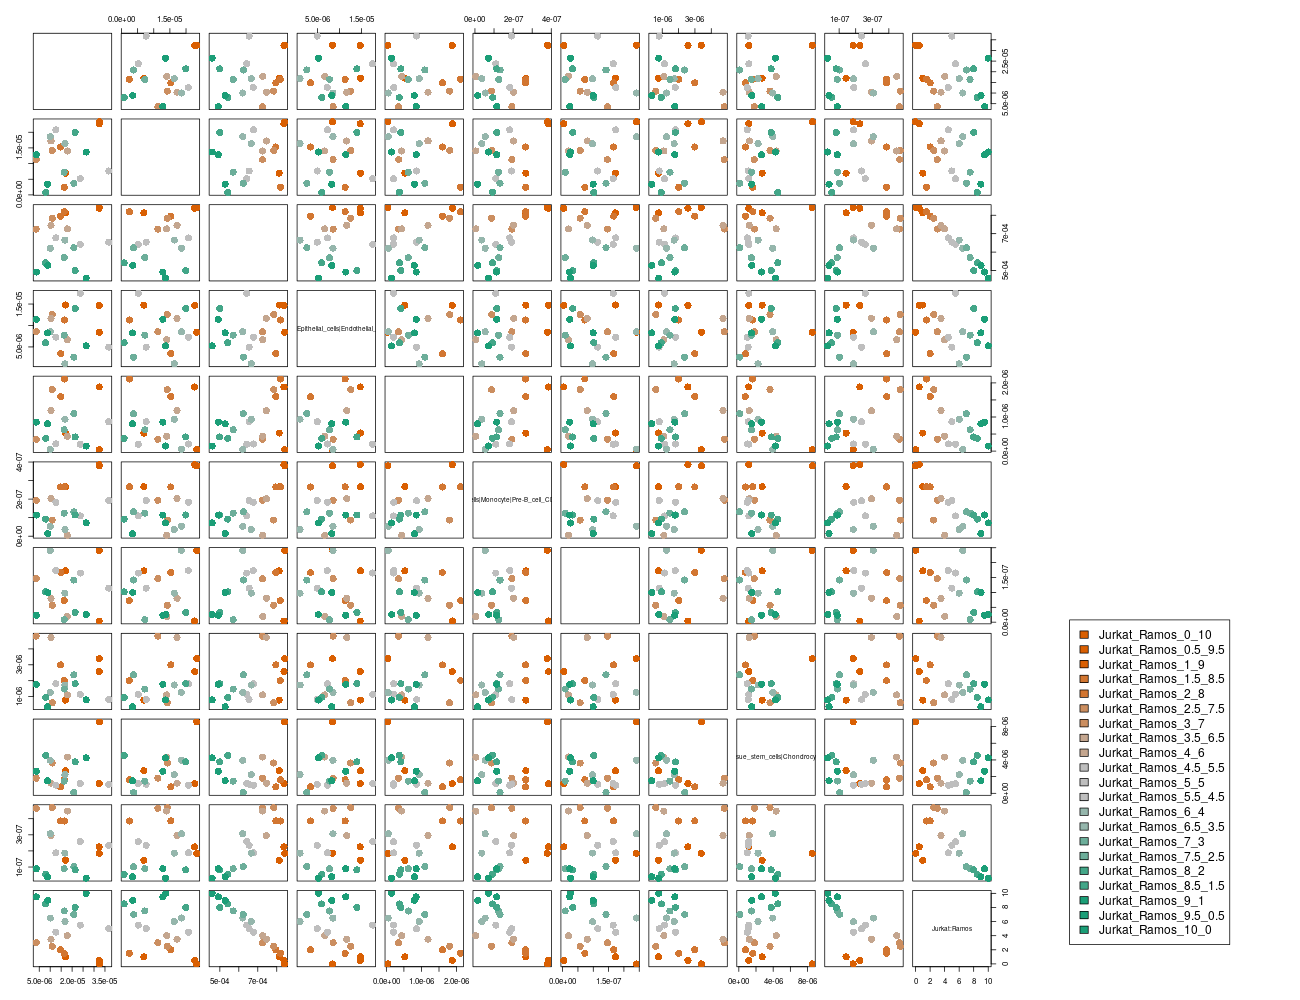 0.0e+00 1.5e-05 5.0e-06 1.5e-05 0e+00 2e-07 4e-07 1e-06 3e-06 1e-07 3e-07
5.0e-06 2.5e-05
0.0e+00 1.5e-05
5e-04 7e-04
5.0e-06 1.5e-05
Epithelial_cells|Endothelial_
0.0e+00 1.0e-06 2.0e-06
0e+00 2e-07 4e-07
ells|Monocyte|Pre-B_cell_C
0.0e+00 1.5e-07
1e-06 3e-06
sue_stem_cells|Chondrocy
0e+00 4e-06 8e-06
1e-07 3e-07
Jurkat:Ramos
0 2 4 6 8 10
5.0e-06 2.0e-05 3.5e-05 5e-04 7e-04 0.0e+00 1.0e-06 2.0e-06 0.0e+00 1.5e-07 0e+00 4e-06 8e-06 0 2 4 6 8 10
Jurkat_Ramos_0_10
Jurkat_Ramos_0.5_9.5
Jurkat_Ramos_1_9
Jurkat_Ramos_1.5_8.5
Jurkat_Ramos_2_8
Jurkat_Ramos_2.5_7.5
Jurkat_Ramos_3_7
Jurkat_Ramos_3.5_6.5
Jurkat_Ramos_4_6
Jurkat_Ramos_4.5_5.5
Jurkat_Ramos_5_5
Jurkat_Ramos_5.5_4.5
Jurkat_Ramos_6_4
Jurkat_Ramos_6.5_3.5
Jurkat_Ramos_7_3
Jurkat_Ramos_7.5_2.5
Jurkat_Ramos_8_2
Jurkat_Ramos_8.5_1.5
Jurkat_Ramos_9_1
Jurkat_Ramos_9.5_0.5
Jurkat_Ramos_10_0